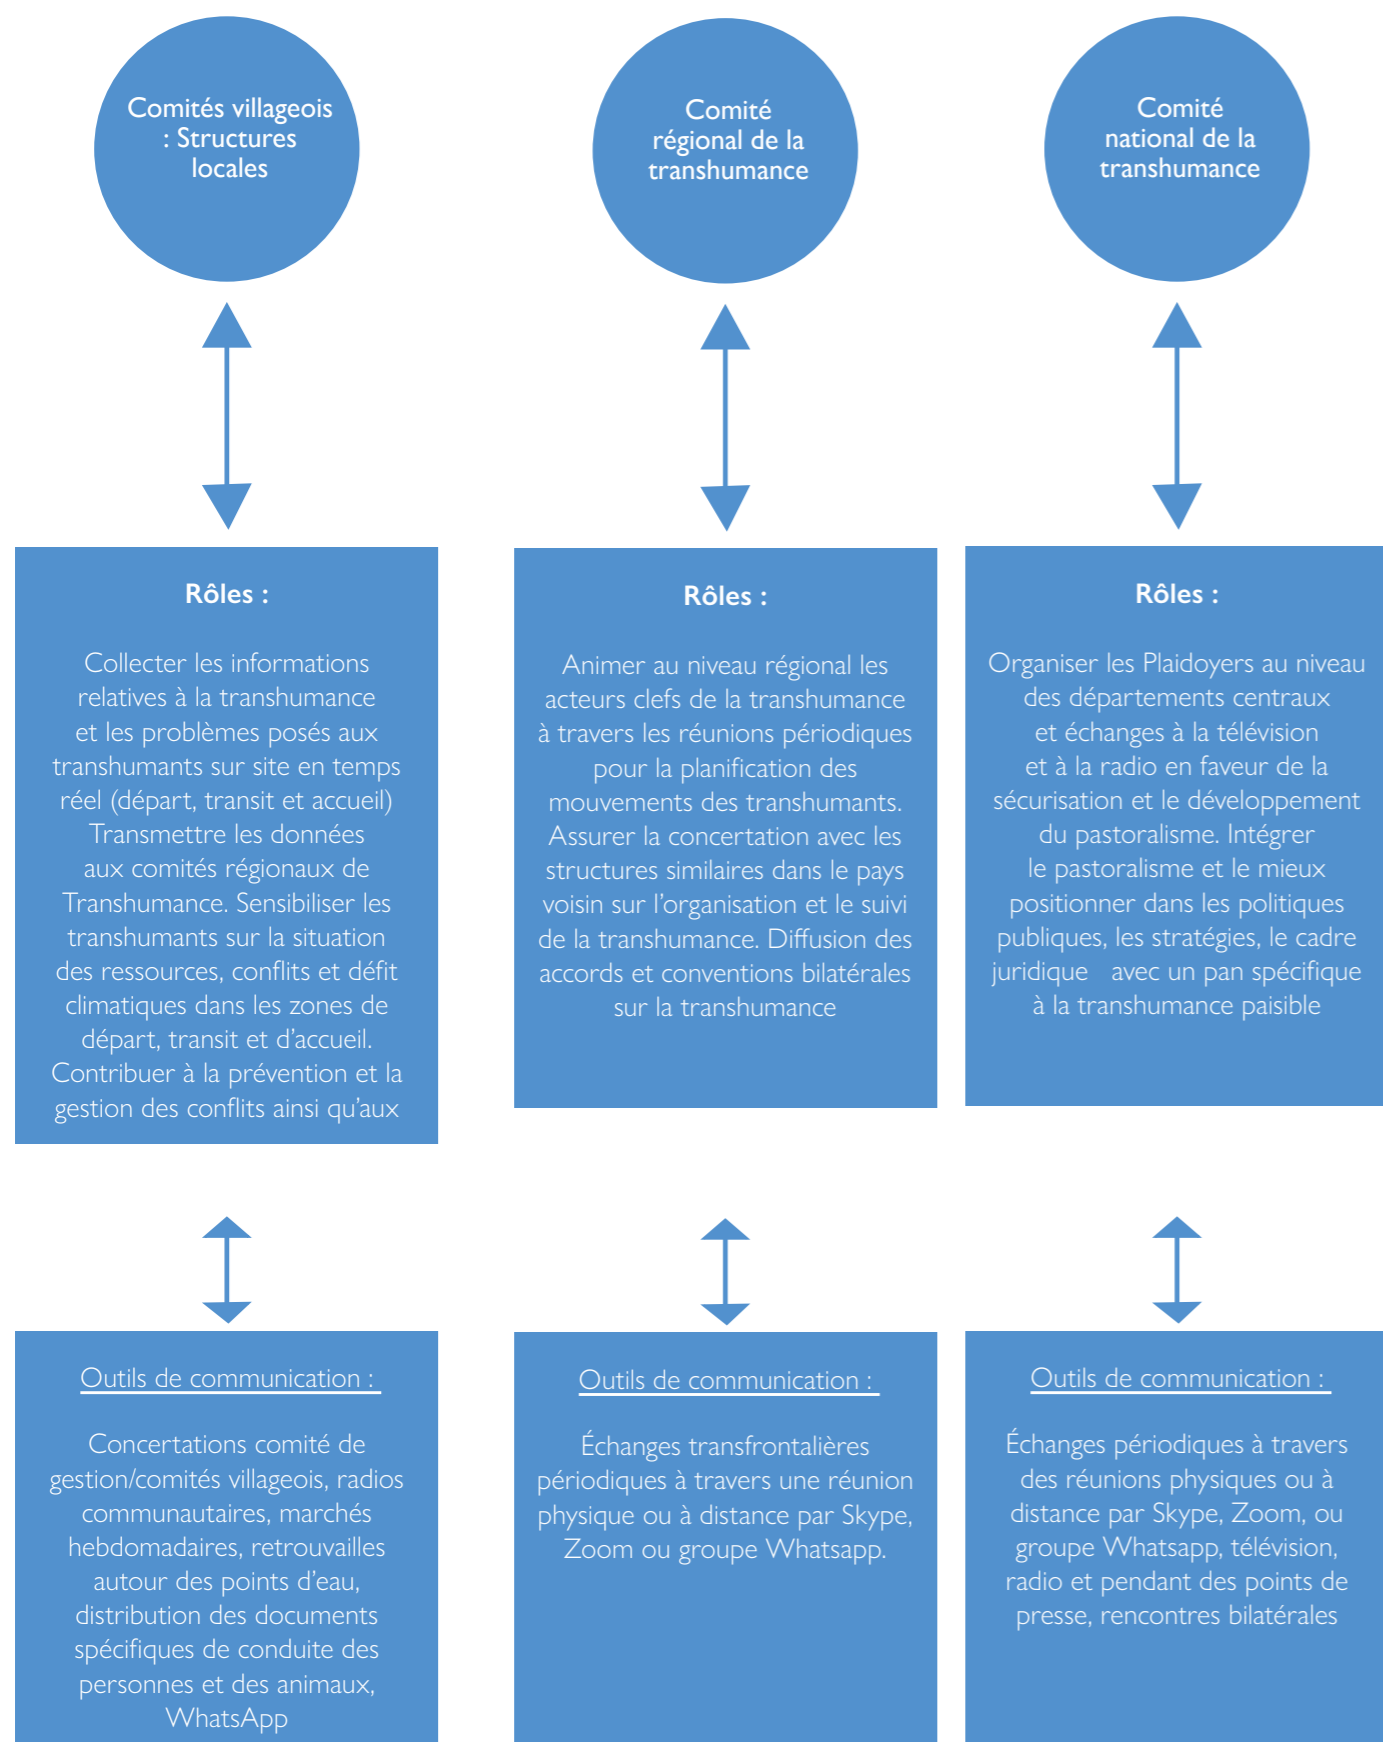 Comités villageois
: Structures
locales
Comité
régional de la
transhumance
Comité
national de la
transhumance
Rôles :
Collecter les informations
relatives à la transhumance
et les problèmes posés aux
transhumants sur site en temps
réel (départ, transit et accueil)
Transmettre les données
aux comités régionaux de
Transhumance. Sensibiliser les
transhumants sur la situation
des ressources, conflits et défit
climatiques dans les zones de
départ, transit et d'accueil.
Contribuer à la prévention et la
gestion des conflits ainsi qu'aux
Rôles :
Animer au niveau régional les
acteurs clefs de la transhumance
à travers les réunions périodiques
pour la planification des
mouvements des transhumants.
Assurer la concertation avec les
structures similaires dans le pays
voisin sur l'organisation et le suivi
de la transhumance. Diffusion des
accords et conventions bilatérales
sur la transhumance
Rôles :
Organiser les Plaidoyers au niveau
des départements centraux
et échanges à la télévision
et à la radio en faveur de la
sécurisation et le développement
du pastoralisme. Intégrer
le pastoralisme et le mieux
positionner dans les politiques
publiques, les stratégies, le cadre
juridique avec un pan spécifique
à la transhumance paisible
Outils de communication :
Concertations comité de
gestion/comités villageois, radios
communautaires, marchés
hebdomadaires, retrouvailles
autour des points d'eau,
distribution des documents
spécifiques de conduite des
personnes et des animaux,
WhatsApp
Outils de communication :
Échanges transfrontalières
périodiques à travers une réunion
physique ou à distance par Skype,
Zoom ou groupe Whatsapp.
Outils de communication :
Échanges périodiques à travers
des réunions physiques ou à
distance par Skype, Zoom, ou
groupe Whatsapp, télévision,
radio et pendant des points de
presse, rencontres bilatérales